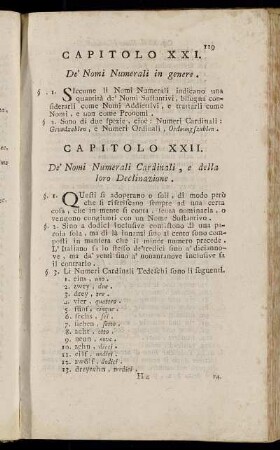 119
CAPITOLO XXI.
De' Nomi Numerali in genere.
§. 1. Siccome li Nomi Numerali indicano una
quantità de' Nomi Sustantivi, bisogna con-
siderarli come Nomi Addiettivi, e trattarli come
Nomi, e non come Pronomi.
§ 2. Sono di due specie, cioè: Numeri Cardinali:
Grundzahlen, e Numeri Ordinali, Ordnungszahlen.
CAPITOLO XXII.
De' Nomi Numerali Cardinali, e della
loro Declinazione.
§. 1. Questi si adoperano o soli, di modo però
che si riferiscono sempre ad una certa
cosa, che in mente si conta, senza nominarla, o
vengono congiunti con un Nome Sustantivo.
§ 2. Sino a dodici inclusive consistono di una pa-
rola sola, ma di là innanzi sino al cento sono com-
posti in maniera che il minor numero precede.
L'Italiano fa lo stesso de' tredici sino a' diecionno-
ve, ma da' venti sino a' novantanove inclusive fa
il contrario.
§ 3. Li Numeri Cardinali Tedeschi sono li seguenti.
1. eins, uno.
2. zwey, due.
3. drey, tre.
4. vier, quattro.
5. fünf, cinque.
6. sechs, sei.
7. sieben, sette.
8. acht, otto.
9. neun, nove.
10. zehn, dieci.
11. eilf, undici.
12. zwölf, dodici.
13. dreyzehn, tredici.
14.